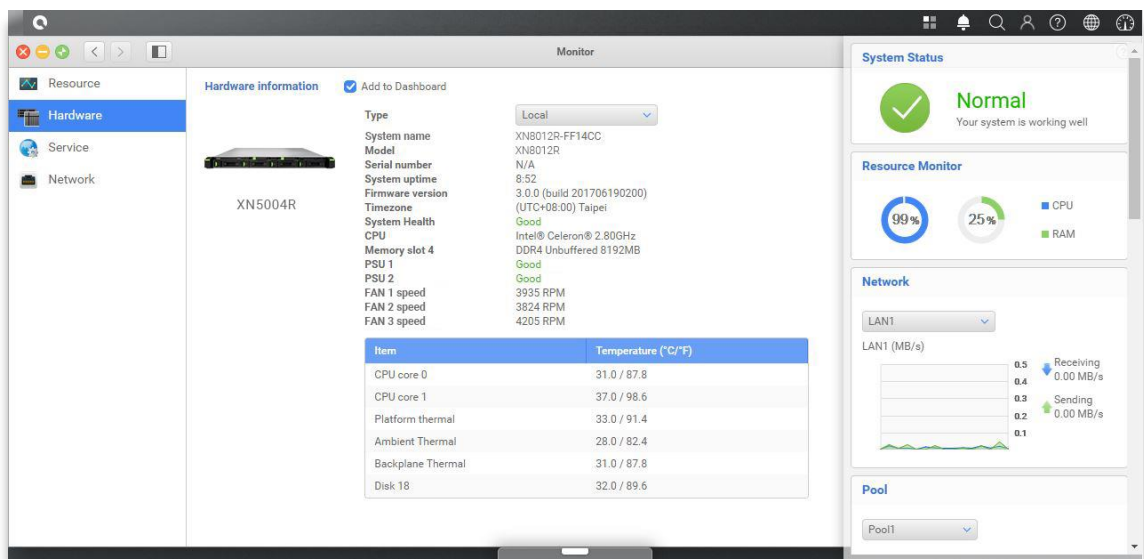 Monitor
Resource
Hardware
Service
Network
Hardware information
Add to Dashboard
XN5004R
Type Local
System name XN8012R-FF14CC
Model XN8012R
Serial number N/A
System uptime 8:52
Firmware version 3.0.0 (build 201706190200)
Timezone (UTC+08:00) Taipei
System Health Good
CPU Intel® Celeron® 2.80GHz
Memory slot 4 DDR4 Unbuffered 8192MB
PSU 1 Good
PSU 2 Good
FAN 1 speed 3935 RPM
FAN 2 speed 3824 RPM
FAN 3 speed 4205 RPM
Item Temperature (°C/°F)
CPU core 0 31.0 / 87.8
CPU core 1 37.0 / 98.6
Platform thermal 33.0 / 91.4
Ambient Thermal 28.0 / 82.4
Backplane Thermal 31.0 / 87.8
Disk 18 32.0 / 89.6
System Status
Normal
Your system is working well
Resource Monitor
99% 25%
CPU
RAM
Network
LAN1
LAN1 (MB/s)
0.5
0.4
0.3
0.2
0.1
Receiving
0.00 MB/s
Sending
0.00 MB/s
Pool
Pool1